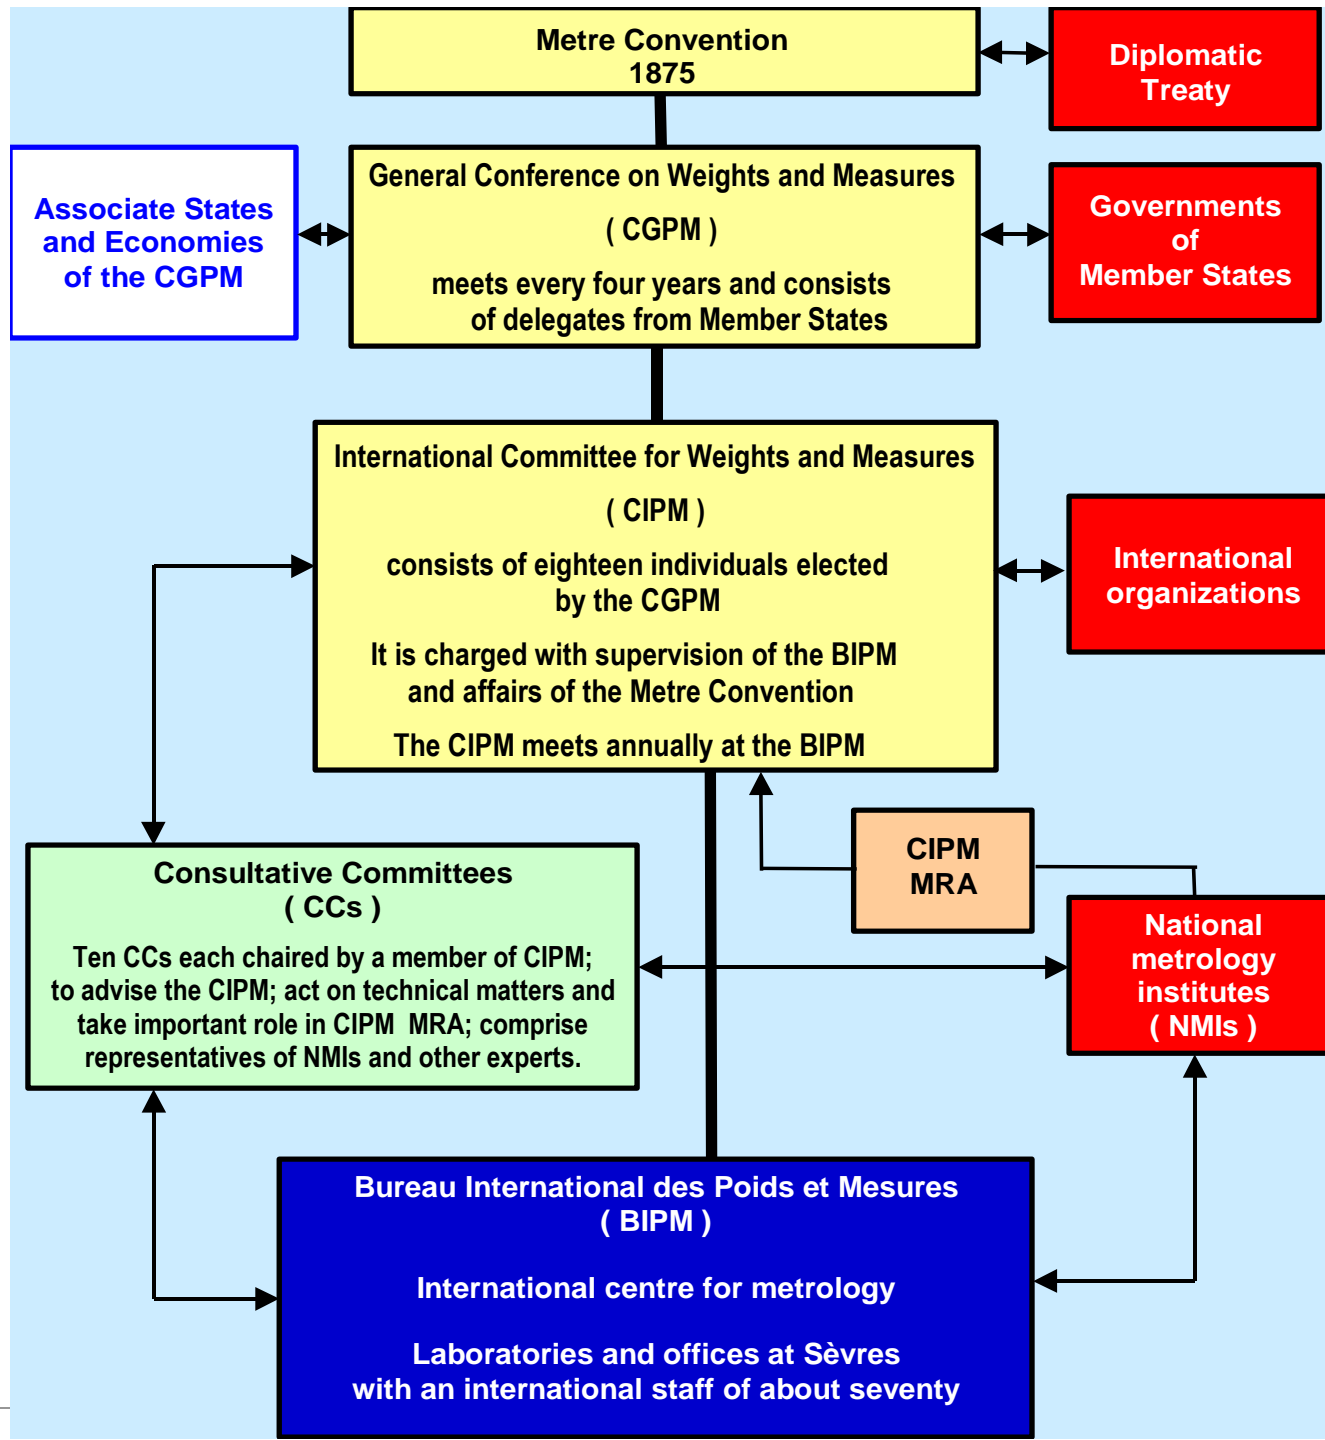 Metre Convention
1875
Diplomatic
Treaty
Associate States
and Economies
of the CGPM
General Conference on Weights and Measures
( CGPM )
meets every four years and consists
of delegates from Member States
Governments
of
Member States
International Committee for Weights and Measures
( CIPM )
consists of eighteen individuals elected
by the CGPM
It is charged with supervision of the BIPM
and affairs of the Metre Convention
The CIPM meets annually at the BIPM
International
organizations
CIPM
MRA
Consultative Committees
( CCs )
Ten CCs each chaired by a member of CIPM;
to advise the CIPM; act on technical matters and
take important role in CIPM MRA; comprise
representatives of NMIs and other experts.
National
metrology
institutes
( NMIs )
Bureau International des Poids et Mesures
( BIPM )
International centre for metrology
Laboratories and offices at Sèvres
with an international staff of about seventy